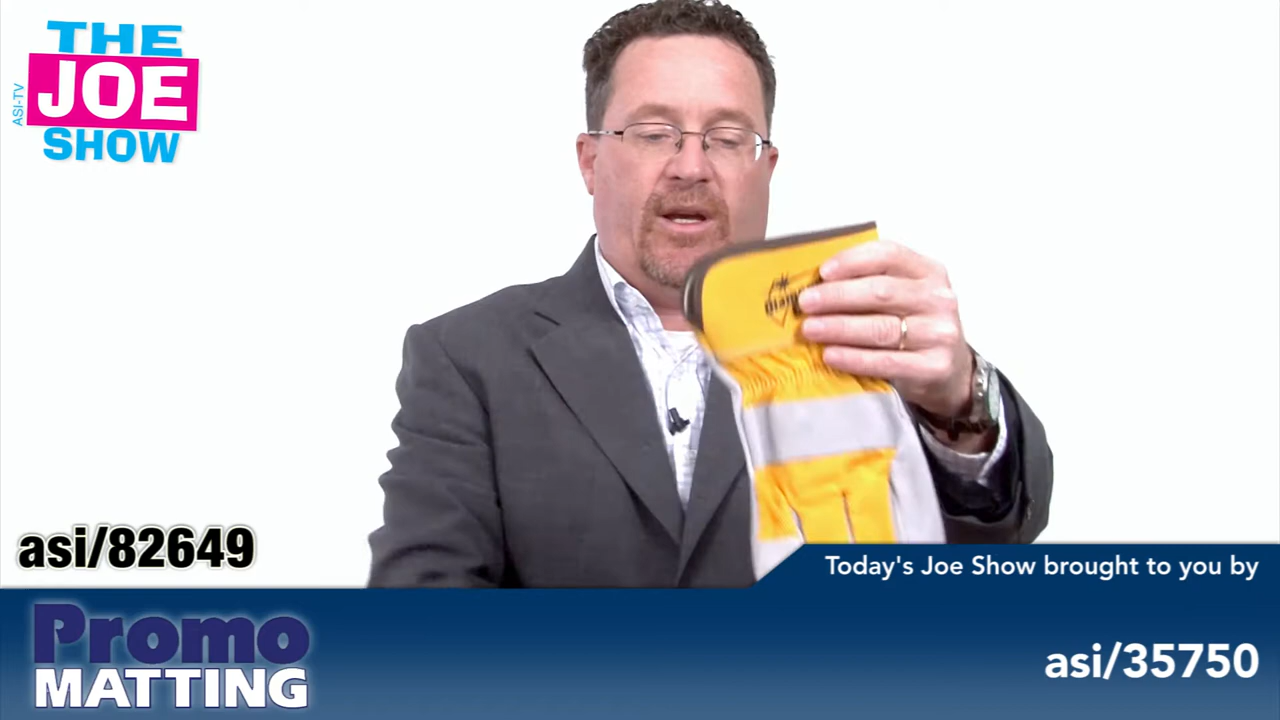 THE
JOE
SHOW
ASI-TV
asi/82649
Today's Joe Show brought to you by
Promo
MATTING
asi/35750